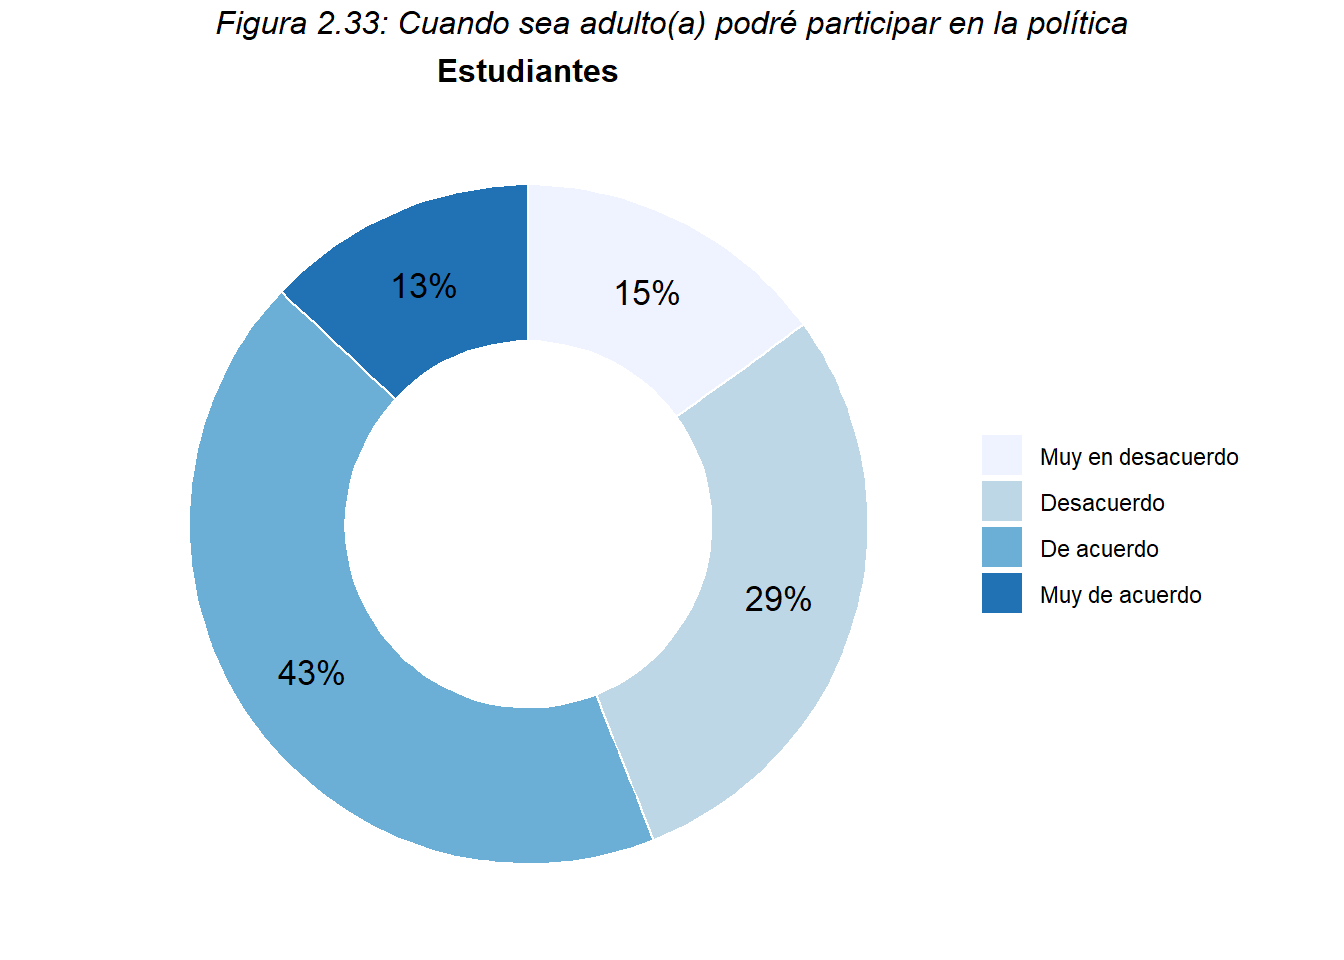 Figura 2.33: Cuando sea adulto(a) podré participar en la política
Estudiantes
13%
15%
29%
43%
Muy en desacuerdo
Desacuerdo
De acuerdo
Muy de acuerdo